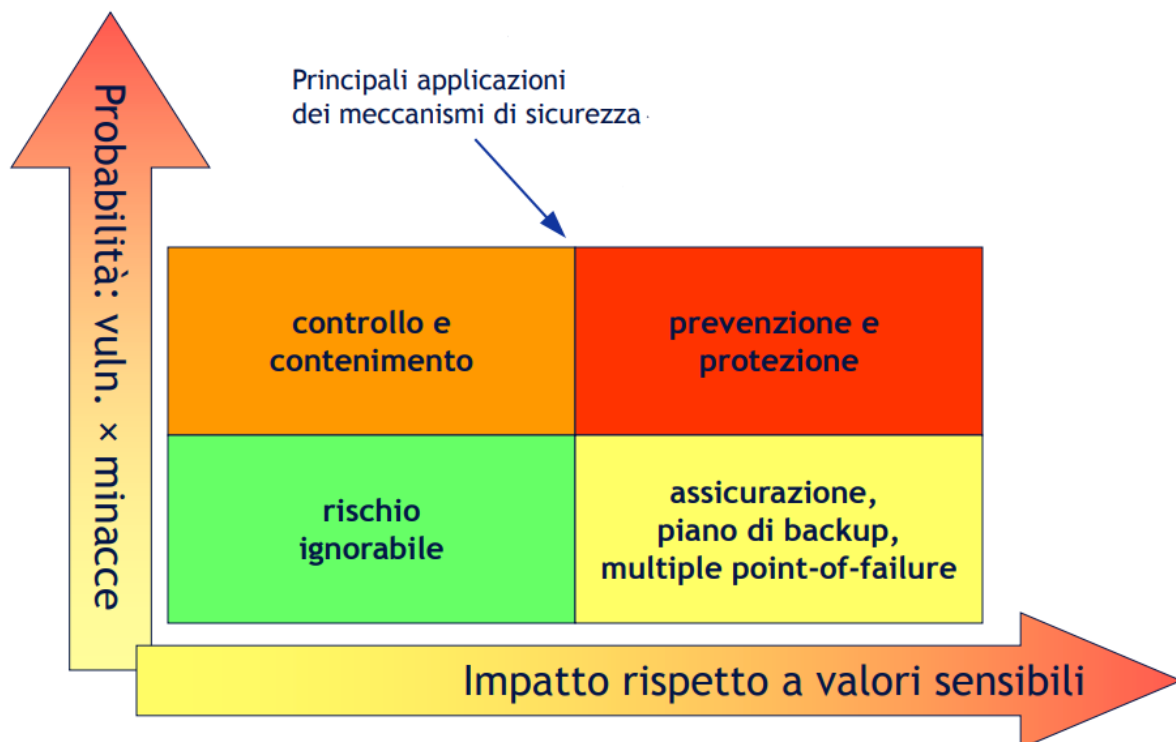 Principali applicazioni
dei meccanismi di sicurezza
Probabilità: vuln. × minacce
controllo e
contenimento
prevenzione e
protezione
rischio
ignorabile
assicurazione,
piano di backup,
multiple point-of-failure
Impatto rispetto a valori sensibili